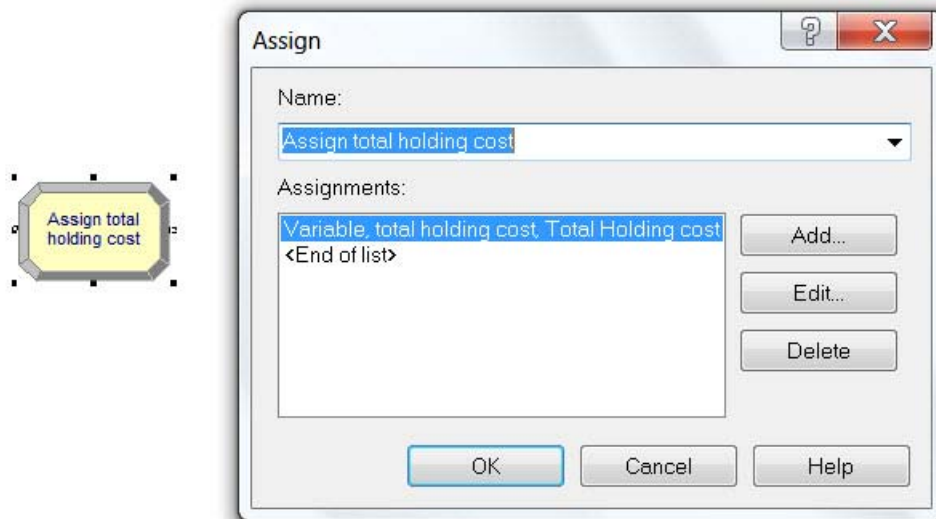 Assign
Name:
Assign total holding cost
Assignments:
Assign total
holding cost
Variable, total holding cost, Total Holding cost
<End of list>
Add...
Edit...
Delete
OK
Cancel
Help